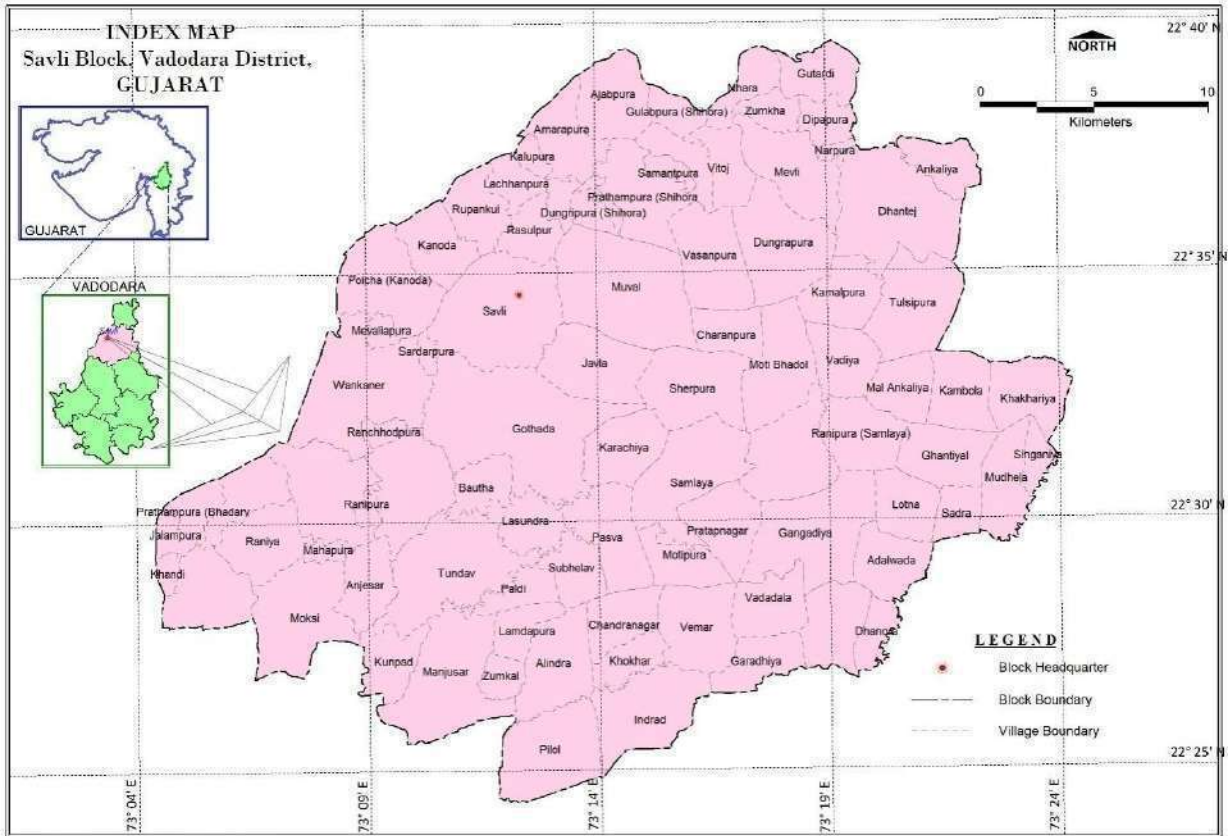 INDEX MAP
Savli Block, Vadodara District,
GUJARAT
NORTH
0 5 10
Kilometers
22° 40' N
GUJARAT
VADODARA
Gutardi
Nhara
Ajabpura
Gulabpura (Shihora)
Zumkha
Dipapura
Amarapura
Kalupura
Narpura
Samantpura
Vitoj
Mevli
Ankaliya
Lachhanpura
Prathampura (Shihora
Rupankui
Dungripura (Shihora)
Dhantej
Rasulpur
Kanoda
Dungrapura
Vasanpura
22° 35' N
Poicha (Kanoda)
Muval
Kamalpura
Tulsipura
Savli
Mevallapura
Charanpura
Sardarpura
Javla
Moti Bhadol
Vadiya
Wankaner
Sherpura
Mal Ankaliya
Kambola
Khakhariya
Ranchhodpura
Gothada
Ranipura (Samlaya)
Karachiya
Ghantiyal
Singaniya
Mudhela
Bautha
Samlaya
Ranipura
Lotna
Sadra
22° 30' N
Prathampura (Bhadary
Lasundra
Jalampura
Raniya
Mahapura
Pasva
Pratapnagar
Gangadiya
Motipura
Adalwada
Khandi
Anjesar
Tundav
Subhelav
Paldi
Vadadala
Moksi
Lamdapura
Chandranagar
Vemar
Kunpad
Manjusar
Zumkal
Alindra
Khokhar
Garadhiya
Indrad
Pilol
22° 25' N
LEGEND
Block Headquarter
Block Boundary
Village Boundary
73° 04' E
73° 09' E
73° 14' E
73° 19' E
73° 24' E